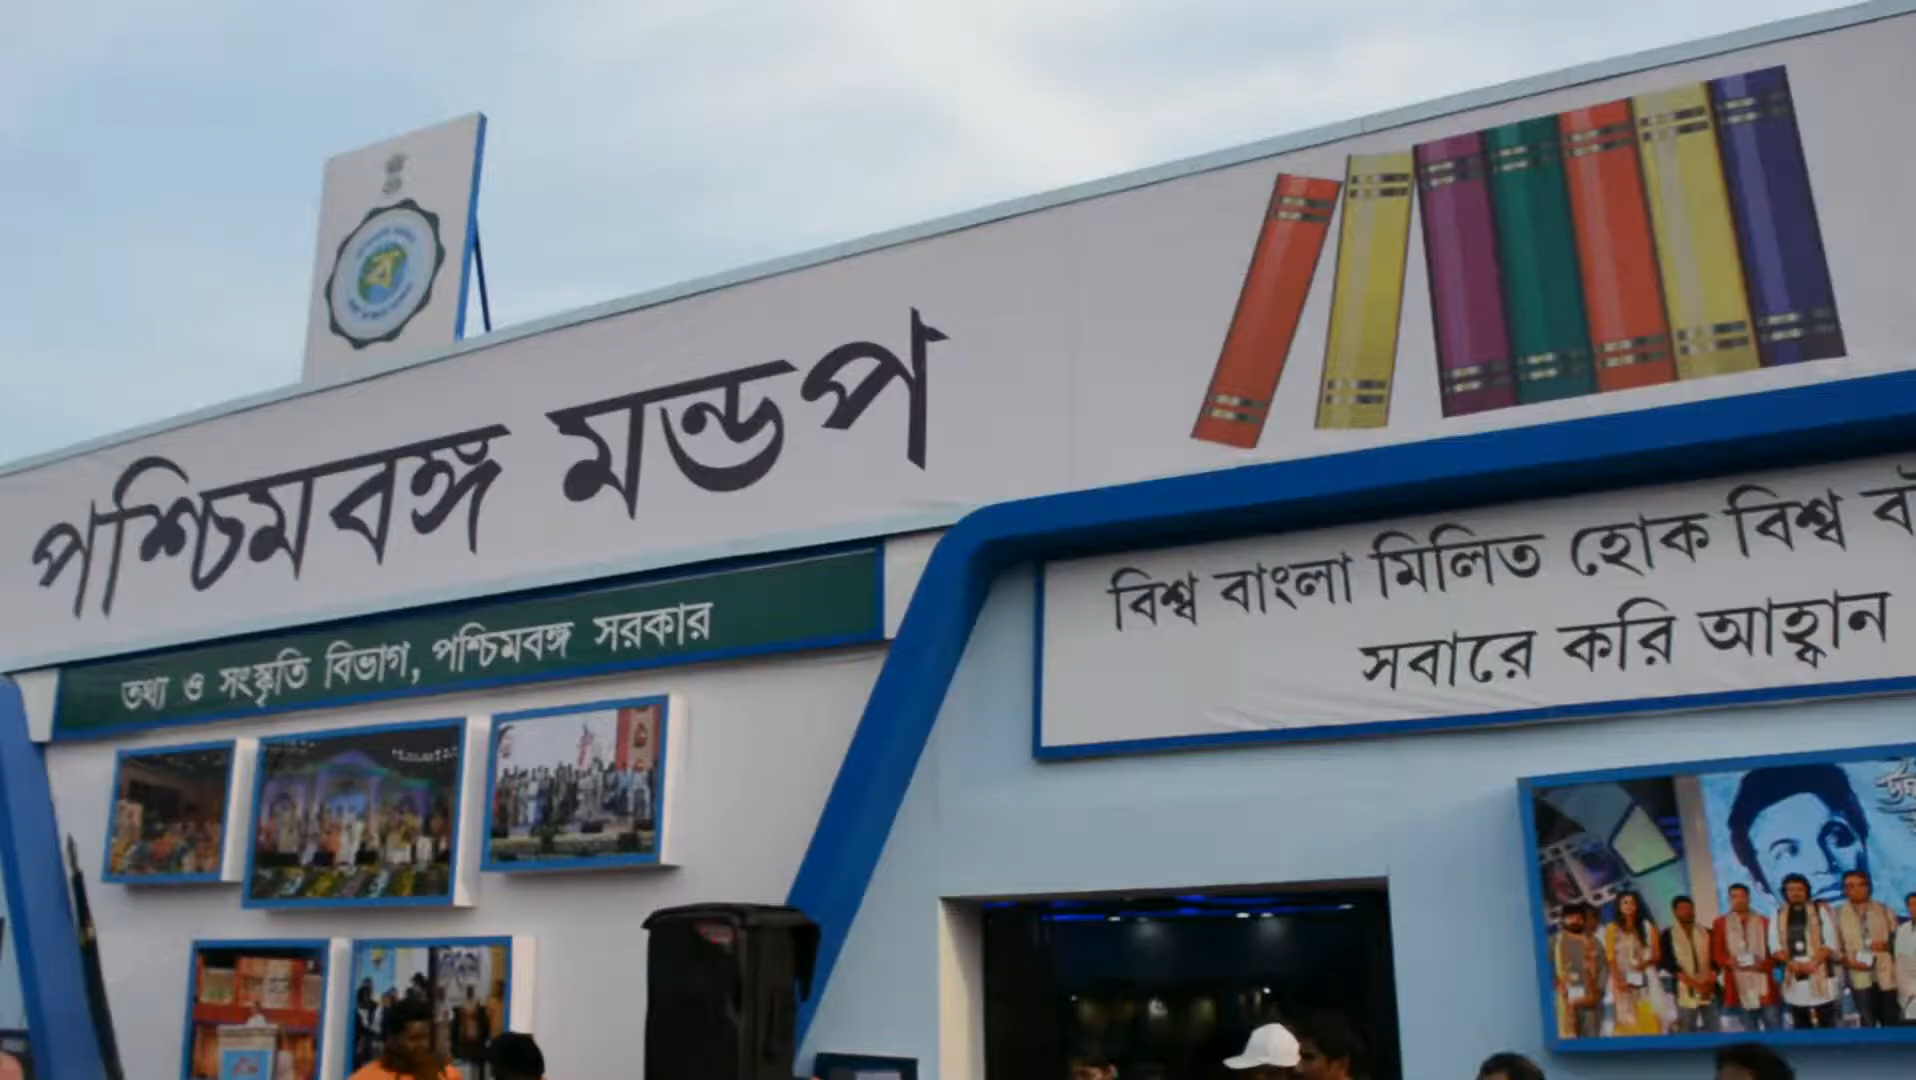 পশ্চিমবঙ্গ মন্ডপ
তথ্য ও সংস্কৃতি বিভাগ, পশ্চিমবঙ্গ সরকার
বিশ্ব বাংলা মিলিত হোক বিশ্ব
সবারে করি আহ্বান
ব